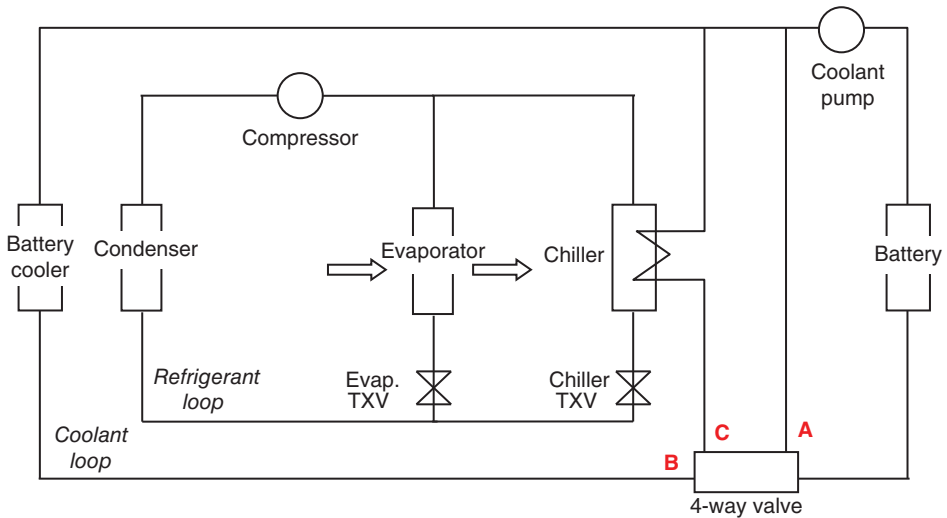 Coolant
pump
Compressor
Battery
cooler
Condenser
Evaporator
Chiller
Battery
Refrigerant
loop
Evap.
TXV
Chiller
TXV
Coolant
loop
C
A
B
4-way valve